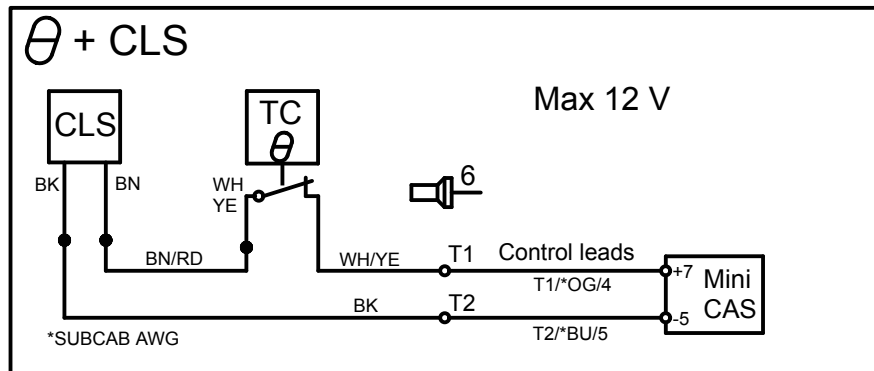 θ + CLS
Max 12 V
CLS
TC
θ
BK
BN
WH
YE
6
BN/RD
WH/YE
T1
Control leads
T1/*OG/4
+7
Mini
CAS
BK
T2
T2/*BU/5
-5
*SUBCAB AWG